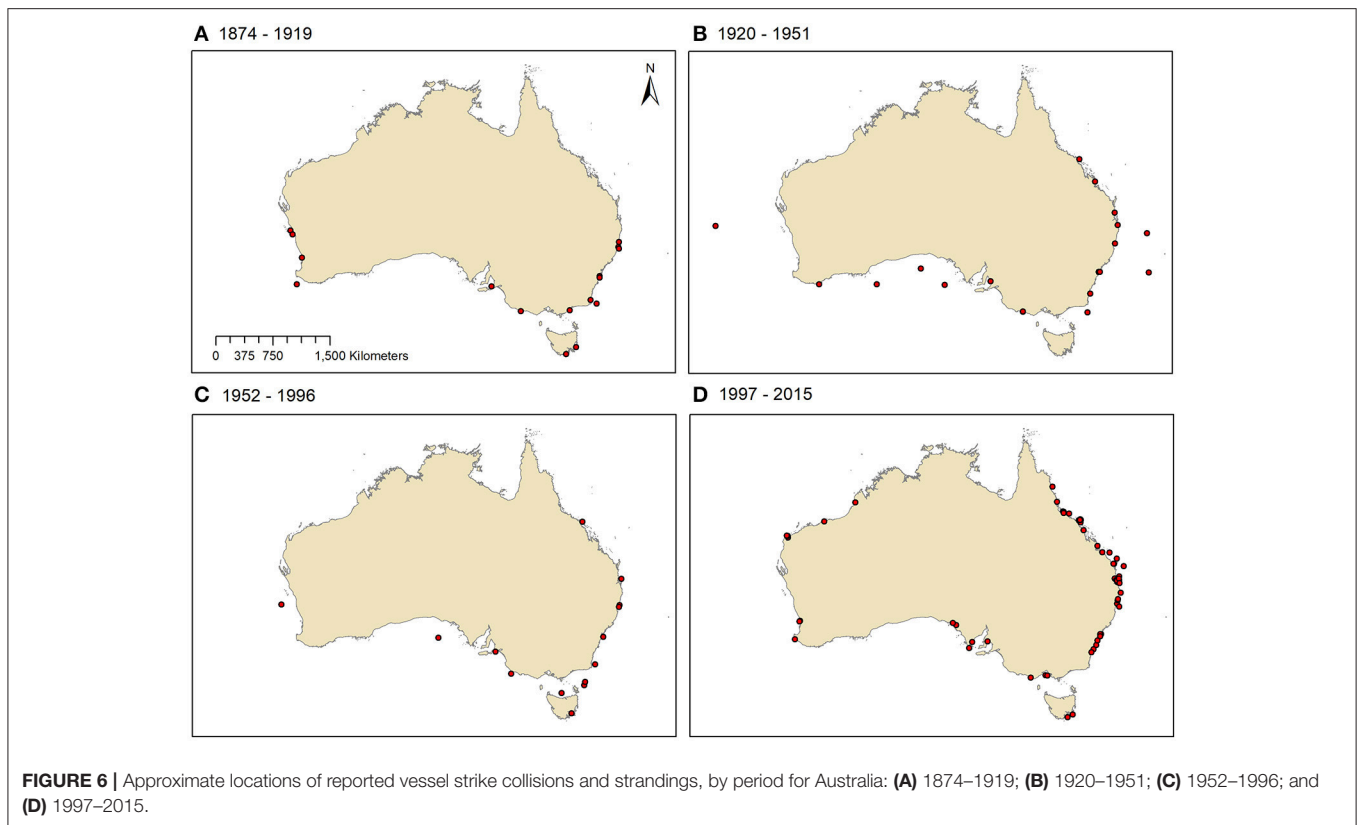 A 1874 - 1919
B 1920 - 1951
N
0 375 750 1,500 Kilometers
C 1952 - 1996
D 1997 - 2015
FIGURE 6 | Approximate locations of reported vessel strike collisions and strandings, by period for Australia: (A) 1874–1919; (B) 1920–1951; (C) 1952–1996; and
(D) 1997–2015.